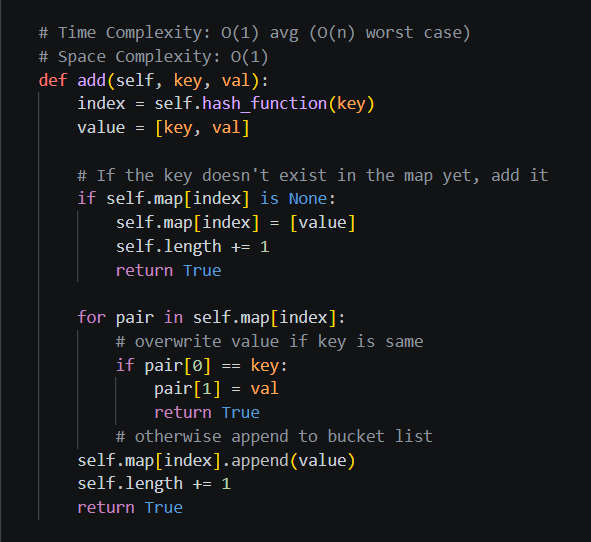 # Time Complexity: O(1) avg (O(n) worst case)
# Space Complexity: O(1)
def add(self, key, val):
    index = self.hash_function(key)
    value = [key, val]

    # If the key doesn't exist in the map yet, add it
    if self.map[index] is None:
        self.map[index] = [value]
        self.length += 1
        return True

    for pair in self.map[index]:
        # overwrite value if key is same
        if pair[0] == key:
            pair[1] = val
            return True
        # otherwise append to bucket list
    self.map[index].append(value)
    self.length += 1
    return True